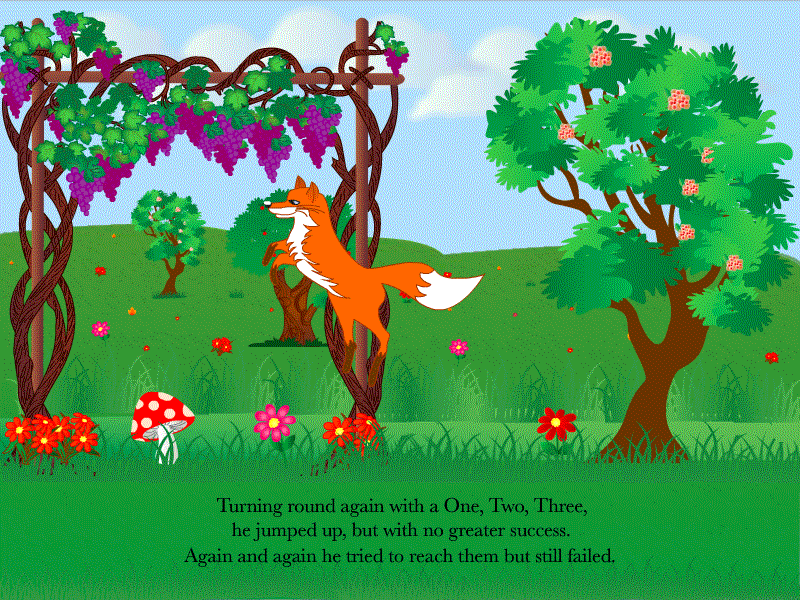 Turning round again with a One, Two, Three,
he jumped up, but with no greater success.
Again and again he tried to reach them but still failed.